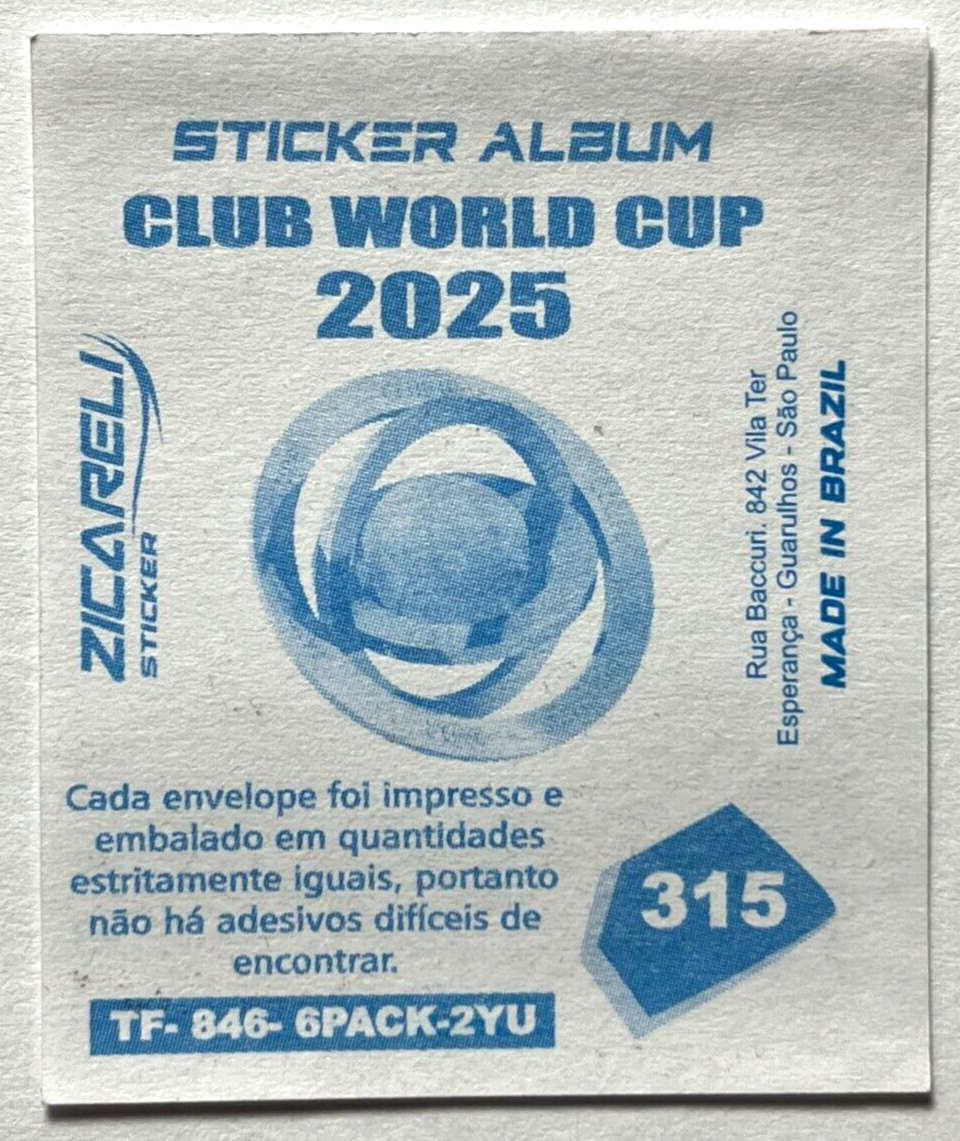 STICKER ALBUM
CLUB WORLD CUP
2025
ZICARELI
STICKER
Rua Baccuri. 842 Vila Ter
Esperança - Guarulhos - São Paulo
MADE IN BRAZIL
Cada envelope foi impresso e
embalado em quantidades
estritamente iguais, portanto
não há adesivos difíceis de
encontrar.
315
TF- 846- 6PACK-2YU